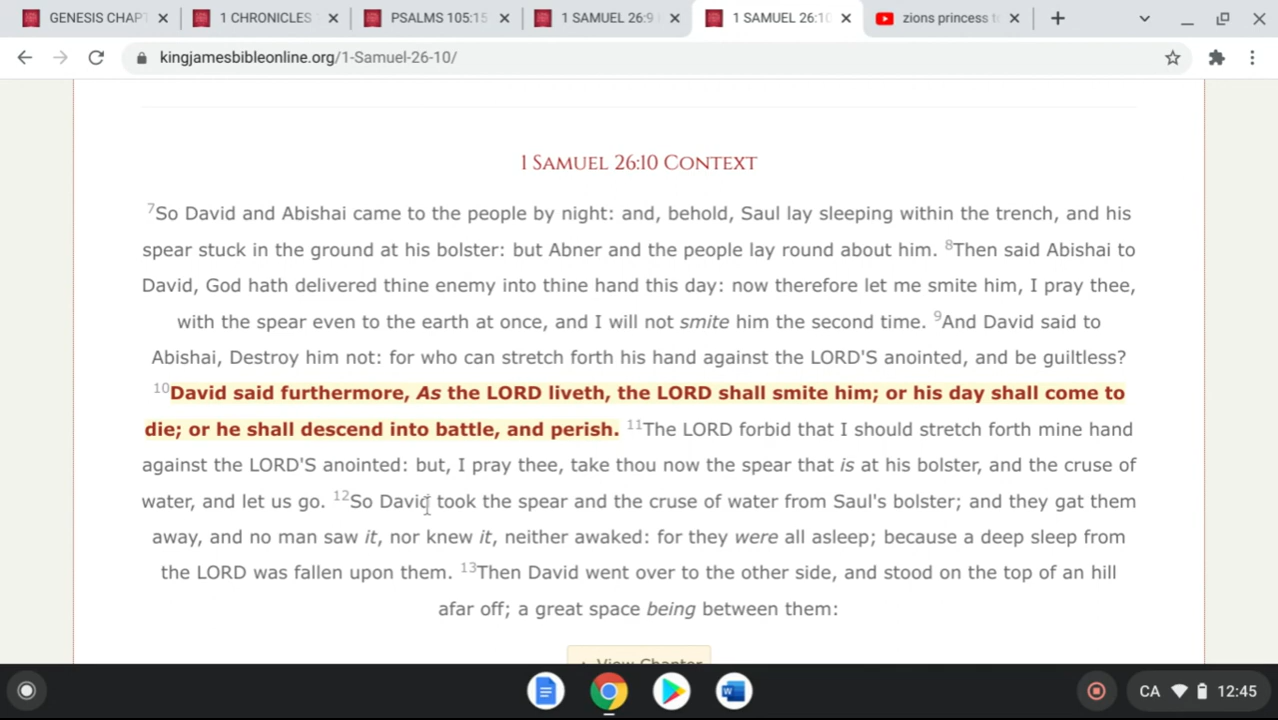 GENESIS CHAPT
1 CHRONICLES
PSALMS 105:15
1 SAMUEL 26:9
1 SAMUEL 26:10
zions princess t
kingjamesbibleonline.org/1-Samuel-26-10/
1 SAMUEL 26:10 CONTEXT
7So David and Abishai came to the people by night: and, behold, Saul lay sleeping within the trench, and his
spear stuck in the ground at his bolster: but Abner and the people lay round about him. 8Then said Abishai to
David, God hath delivered thine enemy into thine hand this day: now therefore let me smite him, I pray thee,
with the spear even to the earth at once, and I will not smite him the second time. 9And David said to
Abishai, Destroy him not: for who can stretch forth his hand against the LORD'S anointed, and be guiltless?
10David said furthermore, As the LORD liveth, the LORD shall smite him; or his day shall come to
die; or he shall descend into battle, and perish. 11The LORD forbid that I should stretch forth mine hand
against the LORD'S anointed: but, I pray thee, take thou now the spear that is at his bolster, and the cruse of
water, and let us go. 12So David took the spear and the cruse of water from Saul's bolster; and they gat them
away, and no man saw it, nor knew it, neither awaked: for they were all asleep; because a deep sleep from
the LORD was fallen upon them. 13Then David went over to the other side, and stood on the top of an hill
afar off; a great space being between them:
View Chapter
CA 12:45